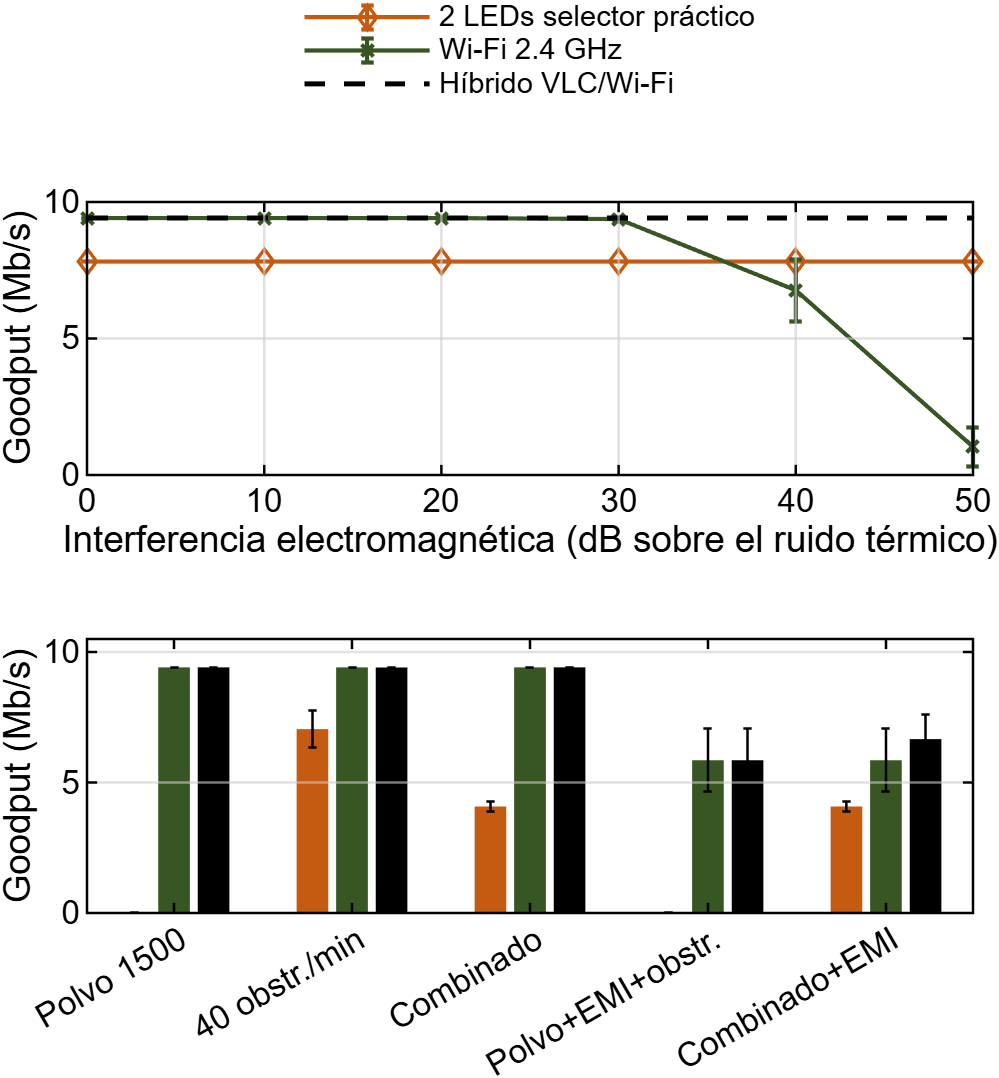 2 LEDs selector práctico
Wi-Fi 2.4 GHz
Híbrido VLC/Wi-Fi
10
5
0
Goodput (Mb/s)
0 10 20 30 40 50
Interferencia electromagnética (dB sobre el ruido térmico)
10
5
0
Goodput (Mb/s)
Polvo 1500
40 obstr./min
Combinado
Polvo+EMI+obstr.
Combinado+EMI